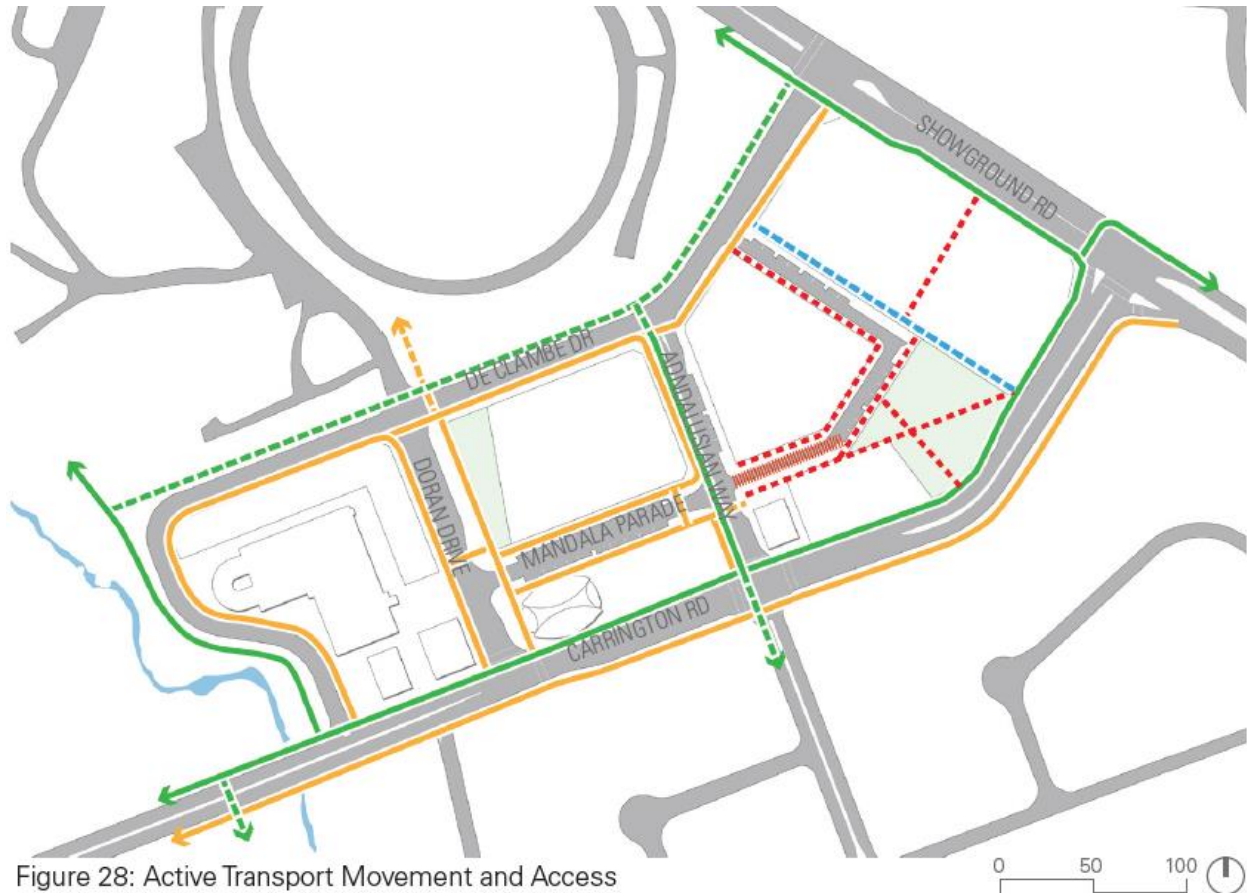 SHOWGROUND RD
DE CLAMBE DR
ADNDALUSIAN WAY
DORAN DRIVE
MANDALA PARADE
CARRINGTON RD
Figure 28: Active Transport Movement and Access
0 50 100